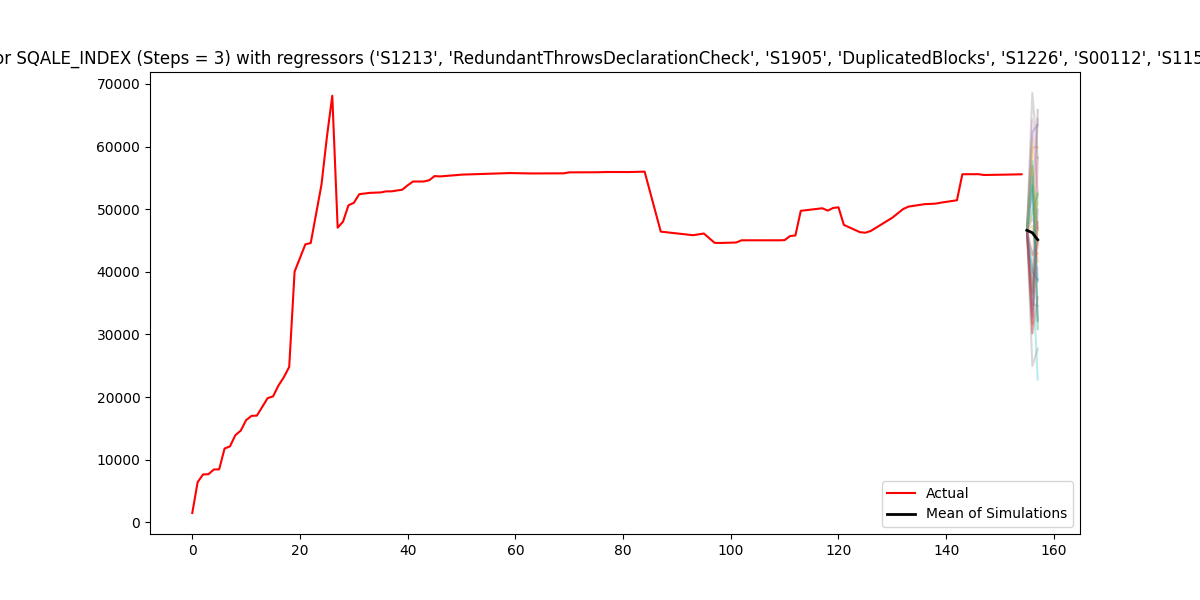 or SQALE_INDEX (Steps = 3) with regressors ('S1213', 'RedundantThrowsDeclarationCheck', 'S1905', 'DuplicatedBlocks', 'S1226', 'S00112', 'S115
70000
60000
50000
40000
30000
20000
10000
0
Actual
Mean of Simulations
0 20 40 60 80 100 120 140 160